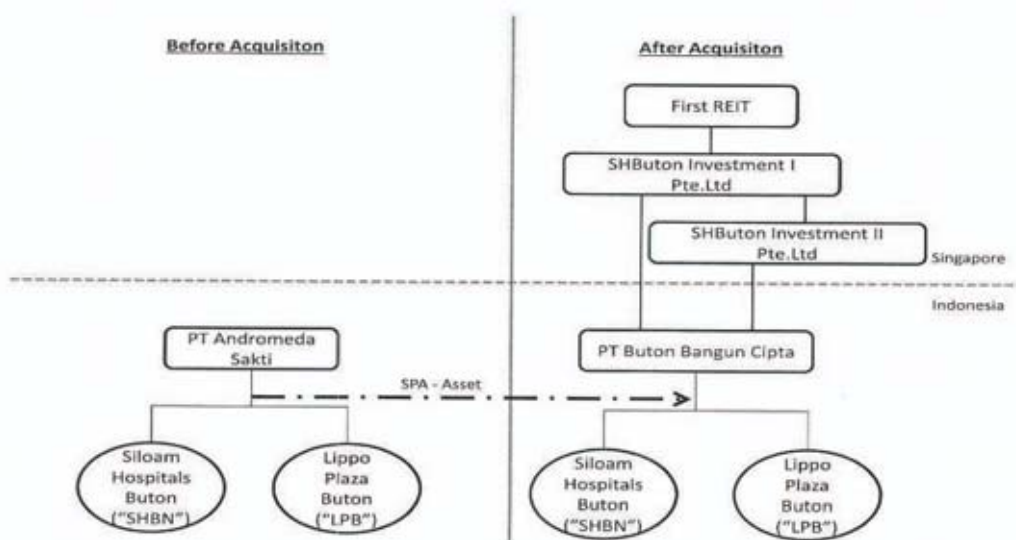 Before Acquisiton
After Acquisiton
First REIT
SHButon Investment I
Pte.Ltd
SHButon Investment II
Pte.Ltd
Singapore
Indonesia
PT Andromeda
Sakti
PT Buton Bangun Cipta
SPA - Asset
Siloam
Hospitals
Buton
("SHBN")
Lippo
Plaza
Buton
("LPB")
Siloam
Hospitals
Buton
("SHBN")
Lippo
Plaza
Buton
("LPB")